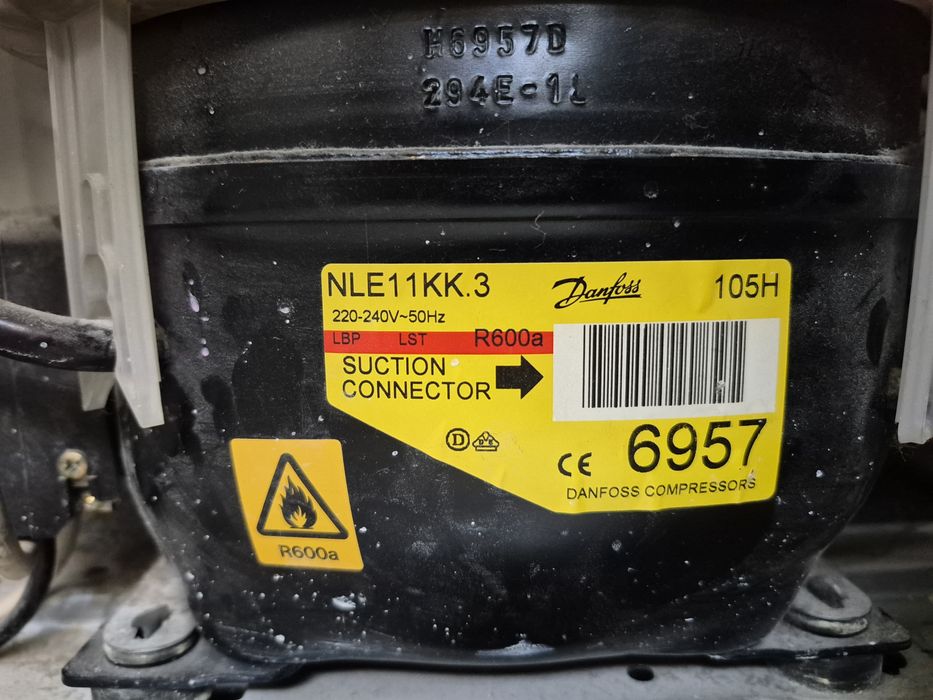 H6957D
294E-1L
NLE11KK.3
Danfoss
105H
220-240V~50Hz
LBP LST R600a
SUCTION
CONNECTOR
D
VDE
CE
6957
DANFOSS COMPRESSORS
R600a